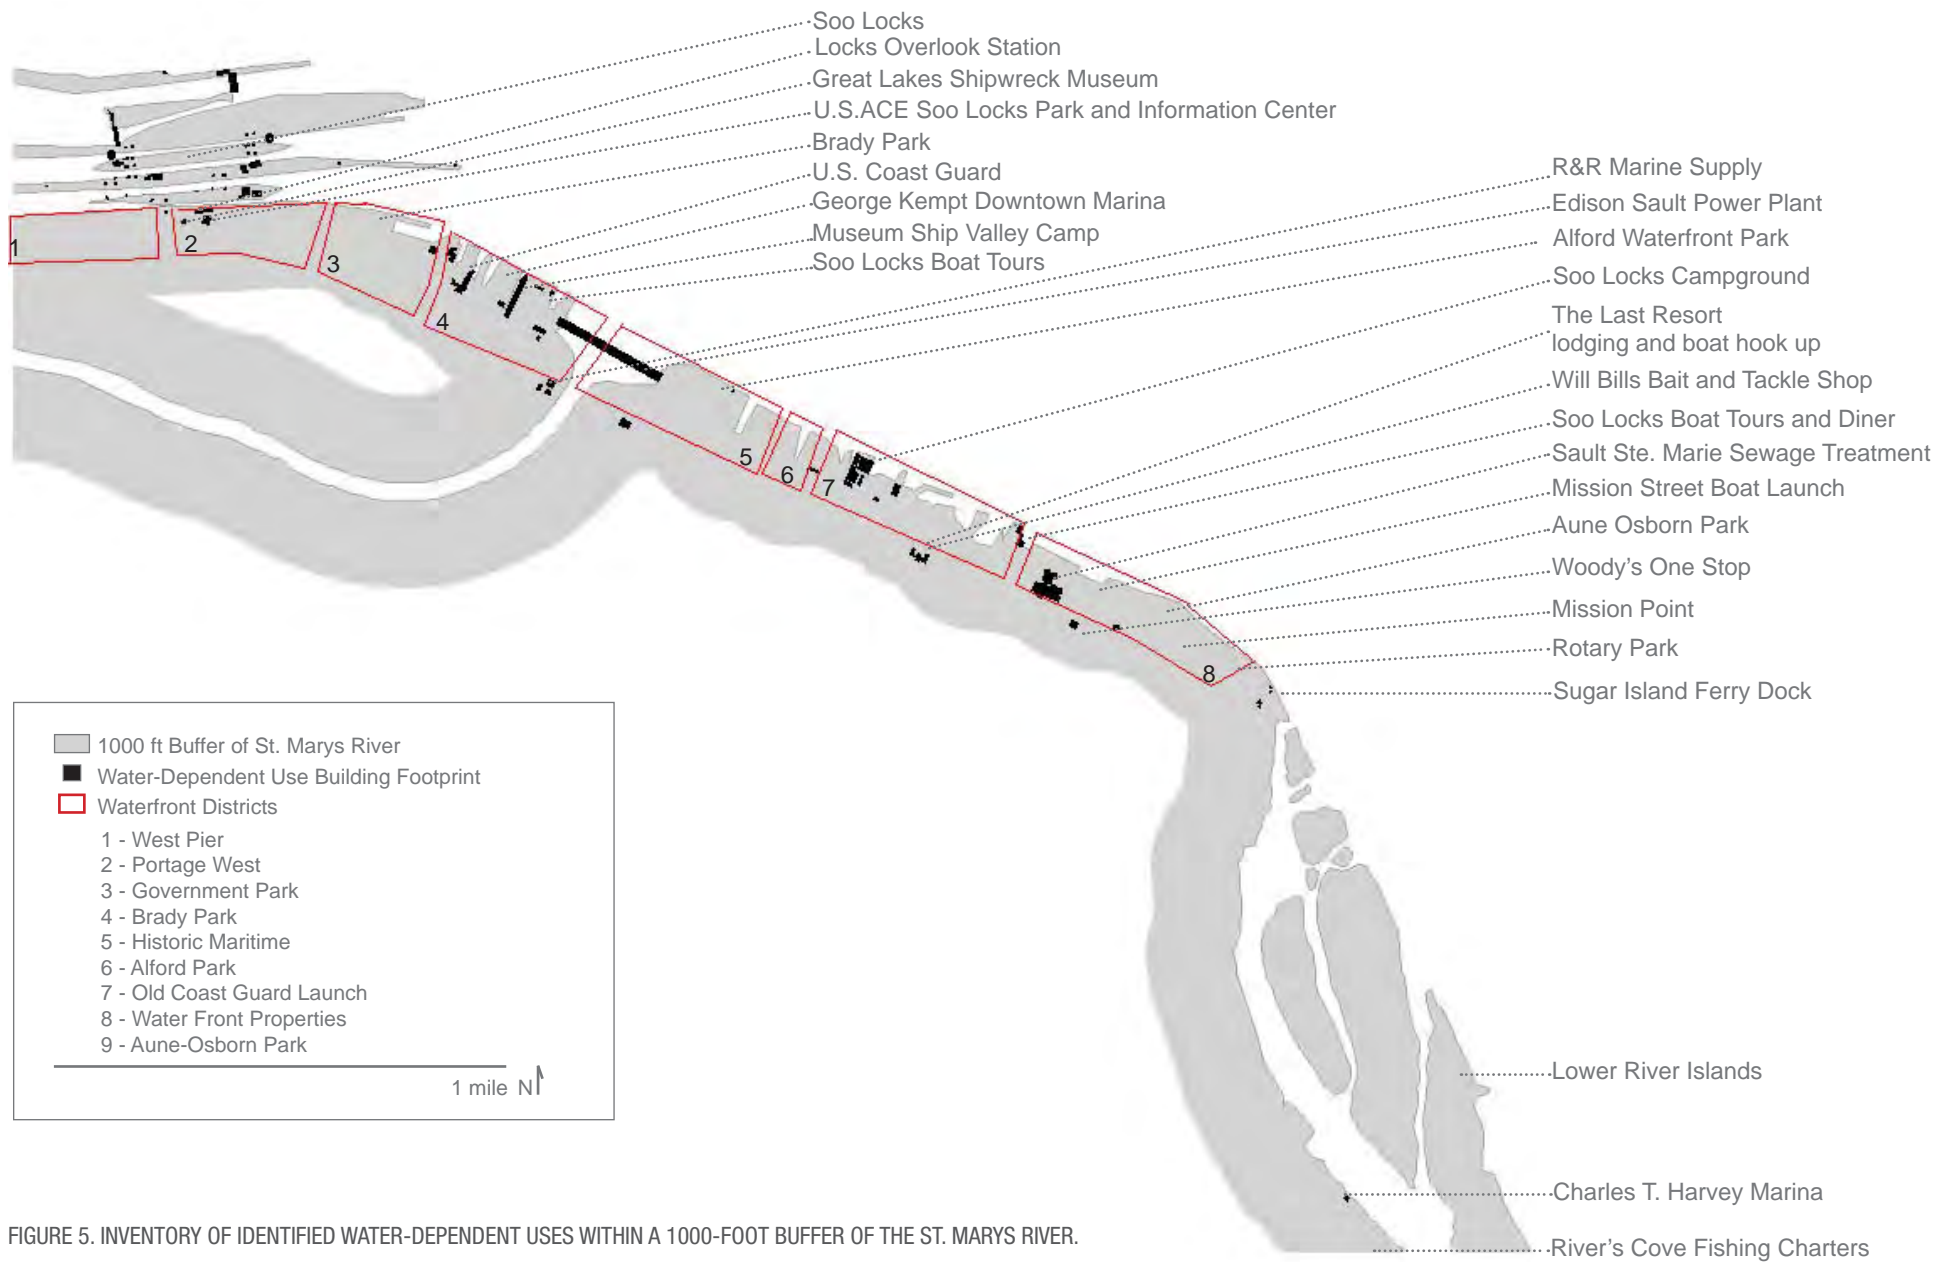 Soo Locks
Locks Overlook Station
Great Lakes Shipwreck Museum
U.S.ACE Soo Locks Park and Information Center
Brady Park
U.S. Coast Guard
George Kempt Downtown Marina
Museum Ship Valley Camp
Soo Locks Boat Tours
R&R Marine Supply
Edison Sault Power Plant
Alford Waterfront Park
Soo Locks Campground
The Last Resort
lodging and boat hook up
Will Bills Bait and Tackle Shop
Soo Locks Boat Tours and Diner
Sault Ste. Marie Sewage Treatment
Mission Street Boat Launch
Aune Osborn Park
Woody's One Stop
Mission Point
Rotary Park
Sugar Island Ferry Dock
Lower River Islands
Charles T. Harvey Marina
River's Cove Fishing Charters
1
2
3
4
5
6
7
8
1000 ft Buffer of St. Marys River
Water-Dependent Use Building Footprint
Waterfront Districts
1 - West Pier
2 - Portage West
3 - Government Park
4 - Brady Park
5 - Historic Maritime
6 - Alford Park
7 - Old Coast Guard Launch
8 - Water Front Properties
9 - Aune-Osborn Park
1 mile N
FIGURE 5. INVENTORY OF IDENTIFIED WATER-DEPENDENT USES WITHIN A 1000-FOOT BUFFER OF THE ST. MARYS RIVER.